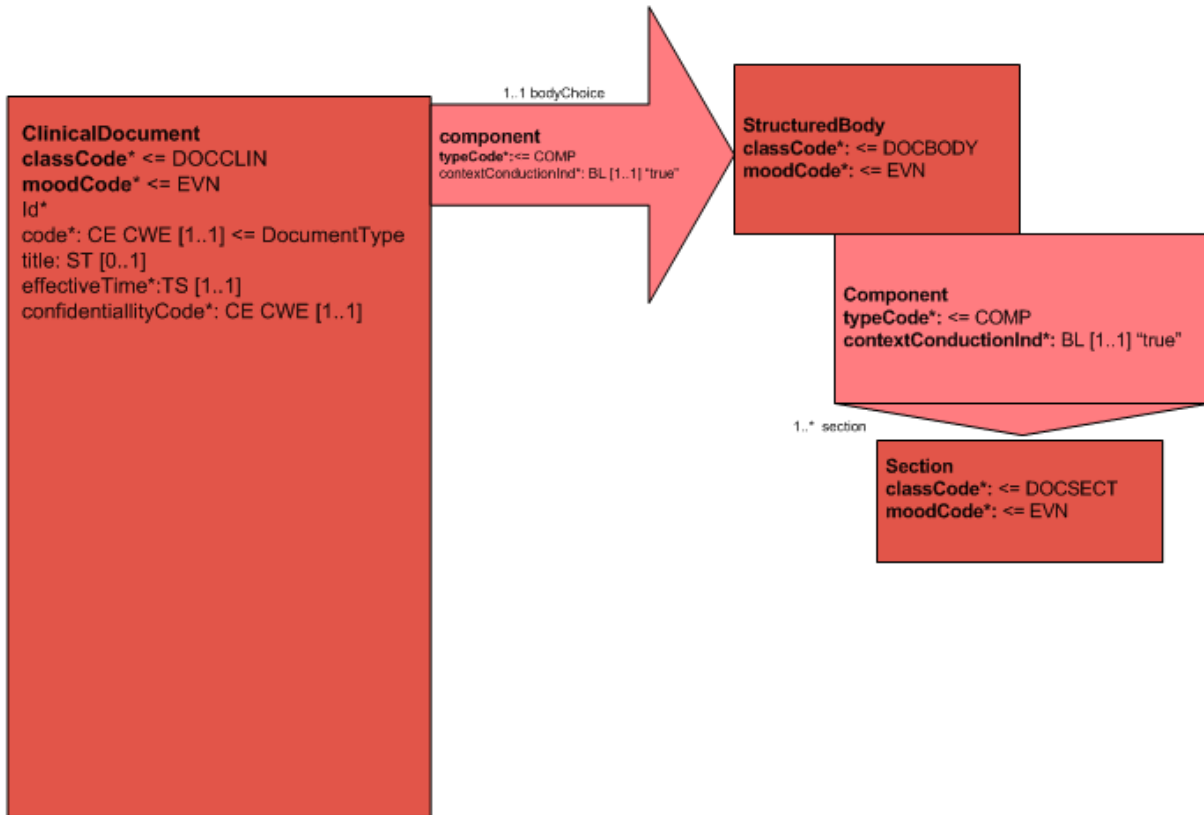 ClinicalDocument
classCode* <= DOCCLIN
moodCode* <= EVN
Id*
code*: CE CWE [1..1] <= DocumentType
title: ST [0..1]
effectiveTime*:TS [1..1]
confidentiallityCode*: CE CWE [1..1]
1..1 bodyChoice
component
typeCode*:<= COMP
contextConductionInd*: BL [1..1] "true"
StructuredBody
classCode*: <= DOCBODY
moodCode*: <= EVN
Component
typeCode*: <= COMP
contextConductionInd*: BL [1..1] “true”
1..* section
Section
classCode*: <= DOCSECT
moodCode*: <= EVN